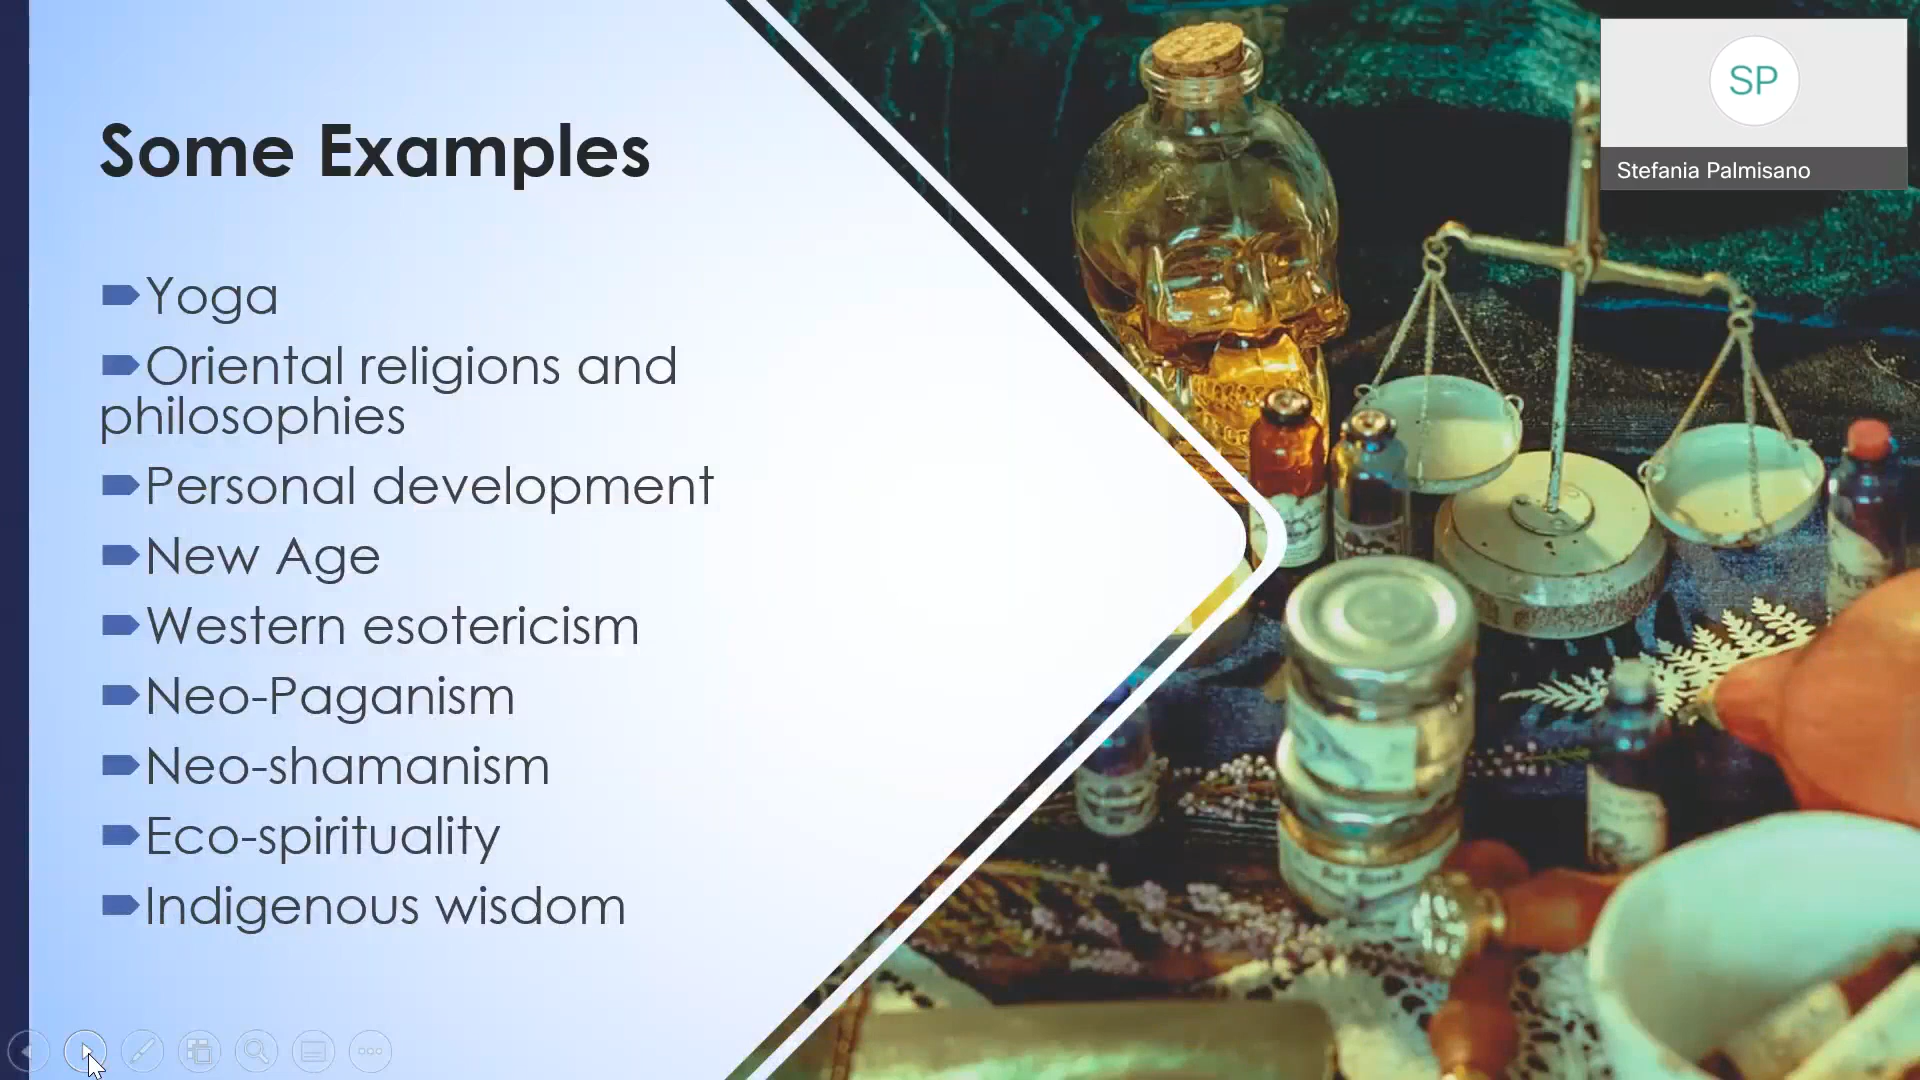 Some Examples
Yoga
Oriental religions and
philosophies
Personal development
New Age
Western esotericism
Neo-Paganism
Neo-shamanism
Eco-spirituality
Indigenous wisdom
SP
Stefania Palmisano